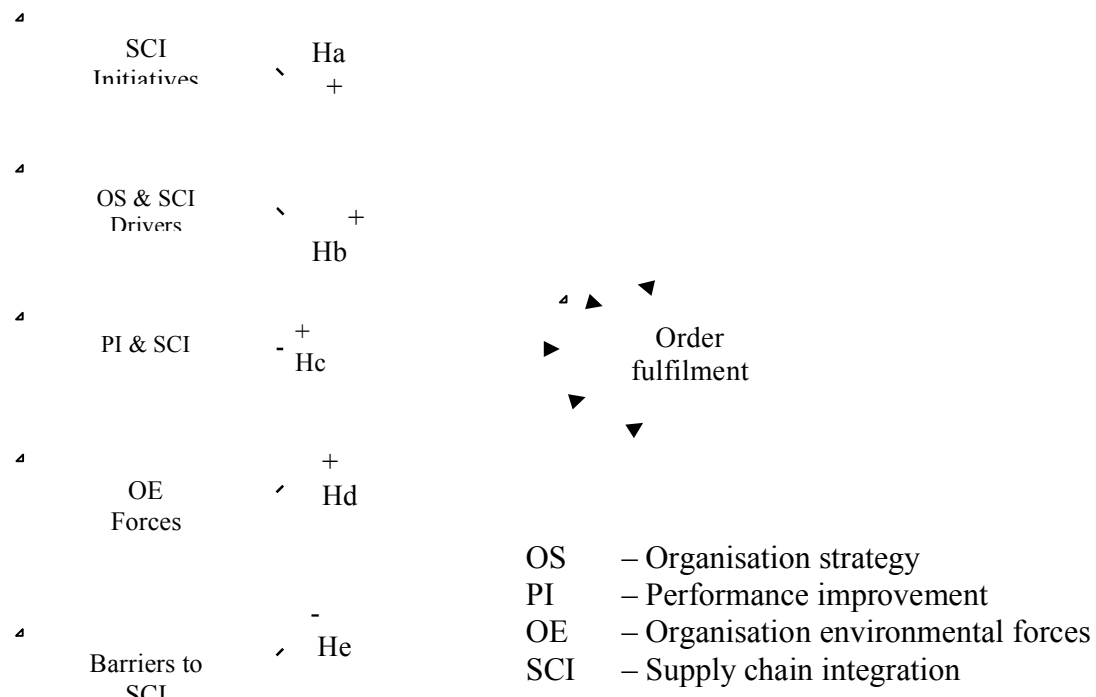 SCI
Initiatives
Ha
+
OS & SCI
Drivers
+
Hb
PI & SCI
+
Hc
Order
fulfilment
OE
Forces
+
Hd
Barriers to
SCI
-
He
OS – Organisation strategy
PI – Performance improvement
OE – Organisation environmental forces
SCI – Supply chain integration